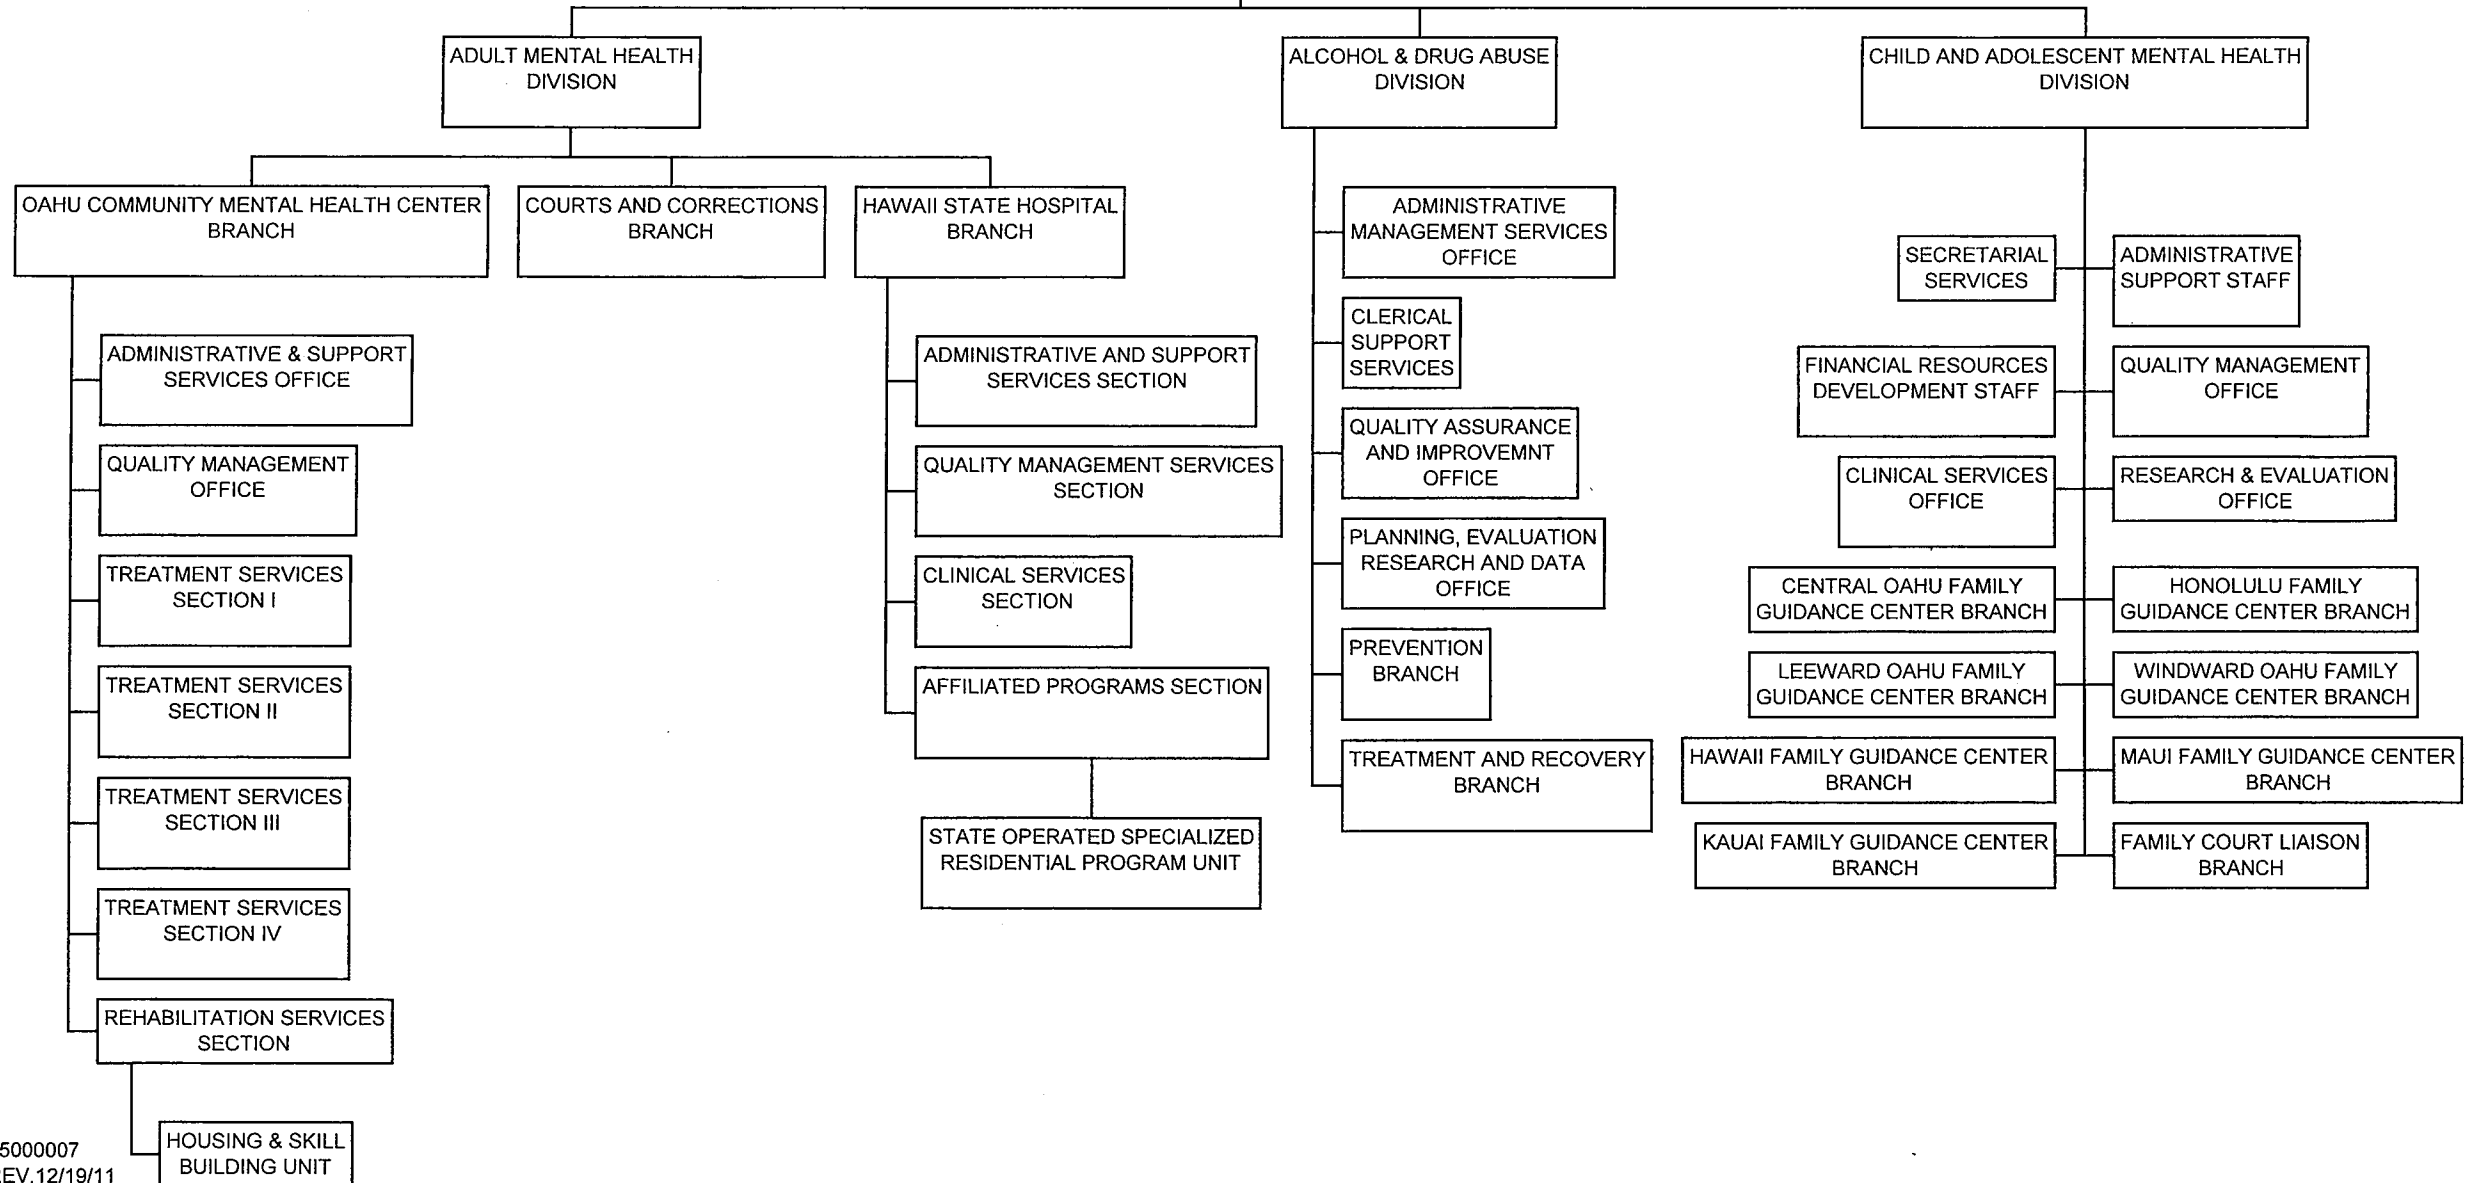 ADULT MENTAL HEALTH
DIVISION
ALCOHOL & DRUG ABUSE
DIVISION
CHILD AND ADOLESCENT MENTAL HEALTH
DIVISION
OAHU COMMUNITY MENTAL HEALTH CENTER
BRANCH
COURTS AND CORRECTIONS
BRANCH
HAWAII STATE HOSPITAL
BRANCH
ADMINISTRATIVE & SUPPORT
SERVICES OFFICE
QUALITY MANAGEMENT
OFFICE
TREATMENT SERVICES
SECTION I
TREATMENT SERVICES
SECTION II
TREATMENT SERVICES
SECTION III
TREATMENT SERVICES
SECTION IV
REHABILITATION SERVICES
SECTION
HOUSING & SKILL
BUILDING UNIT
ADMINISTRATIVE AND SUPPORT
SERVICES SECTION
QUALITY MANAGEMENT SERVICES
SECTION
CLINICAL SERVICES
SECTION
AFFILIATED PROGRAMS SECTION
STATE OPERATED SPECIALIZED
RESIDENTIAL PROGRAM UNIT
ADMINISTRATIVE
MANAGEMENT SERVICES
OFFICE
CLERICAL
SUPPORT
SERVICES
QUALITY ASSURANCE
AND IMPROVEMNT
OFFICE
PLANNING, EVALUATION
RESEARCH AND DATA
OFFICE
PREVENTION
BRANCH
TREATMENT AND RECOVERY
BRANCH
SECRETARIAL
SERVICES
ADMINISTRATIVE
SUPPORT STAFF
FINANCIAL RESOURCES
DEVELOPMENT STAFF
QUALITY MANAGEMENT
OFFICE
CLINICAL SERVICES
OFFICE
RESEARCH & EVALUATION
OFFICE
CENTRAL OAHU FAMILY
GUIDANCE CENTER BRANCH
HONOLULU FAMILY
GUIDANCE CENTER BRANCH
LEEWARD OAHU FAMILY
GUIDANCE CENTER BRANCH
WINDWARD OAHU FAMILY
GUIDANCE CENTER BRANCH
HAWAII FAMILY GUIDANCE CENTER
BRANCH
MAUI FAMILY GUIDANCE CENTER
BRANCH
KAUAI FAMILY GUIDANCE CENTER
BRANCH
FAMILY COURT LIAISON
BRANCH
5000007
EV.12/19/11